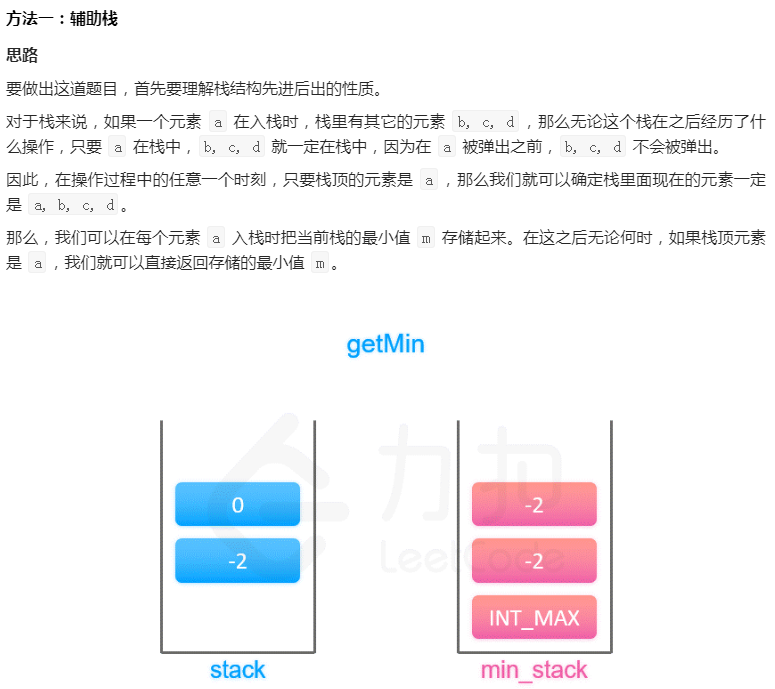 方法一：辅助栈
思路
要做出这道题目，首先要理解栈结构先进后出的性质。
对于栈来说，如果一个元素 a 在入栈时，栈里有其它的元素 b, c, d，那么无论这个栈在之后经历了什
么操作，只要 a 在栈中，b, c, d 就一定在栈中，因为在 a 被弹出之前，b, c, d 不会被弹出。
因此，在操作过程中的任意一个时刻，只要栈顶的元素是 a，那么我们就可以确定栈里面现在的元素一定
是 a, b, c, d。
那么，我们可以在每个元素 a 入栈时把当前栈的最小值 m 存储起来。在这之后无论何时，如果栈顶元素
是 a，我们就可以直接返回存储的最小值 m。
getMin
力扣
LeetCode
0
-2
stack
-2
-2
INT_MAX
min_stack